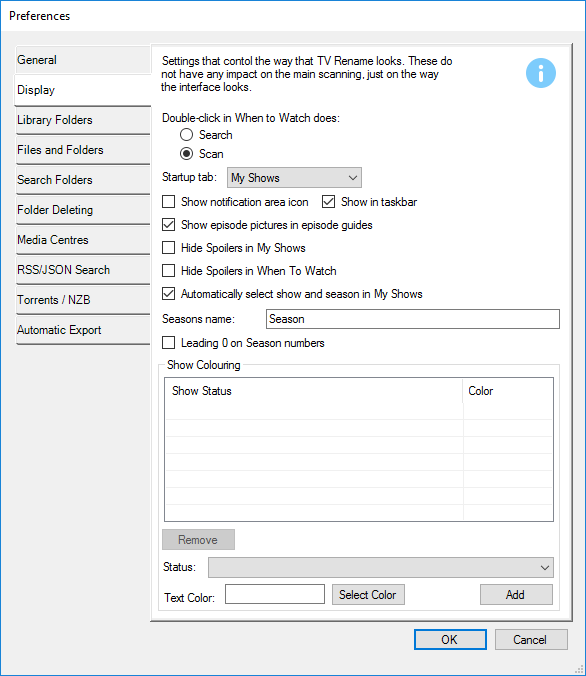 Preferences
General
Display
Library Folders
Files and Folders
Search Folders
Folder Deleting
Media Centres
RSS/JSON Search
Torrents / NZB
Automatic Export
Settings that contol the way that TV Rename looks. These do
not have any impact on the main scanning, just on the way
the interface looks.
Double-click in When to Watch does:
Search
Scan
Startup tab: My Shows
Show notification area icon Show in taskbar
Show episode pictures in episode guides
Hide Spoilers in My Shows
Hide Spoilers in When To Watch
Automatically select show and season in My Shows
Seasons name: Season
Leading 0 on Season numbers
Show Colouring
Show Status Color
Remove
Status:
Text Color: Select Color Add
OK Cancel